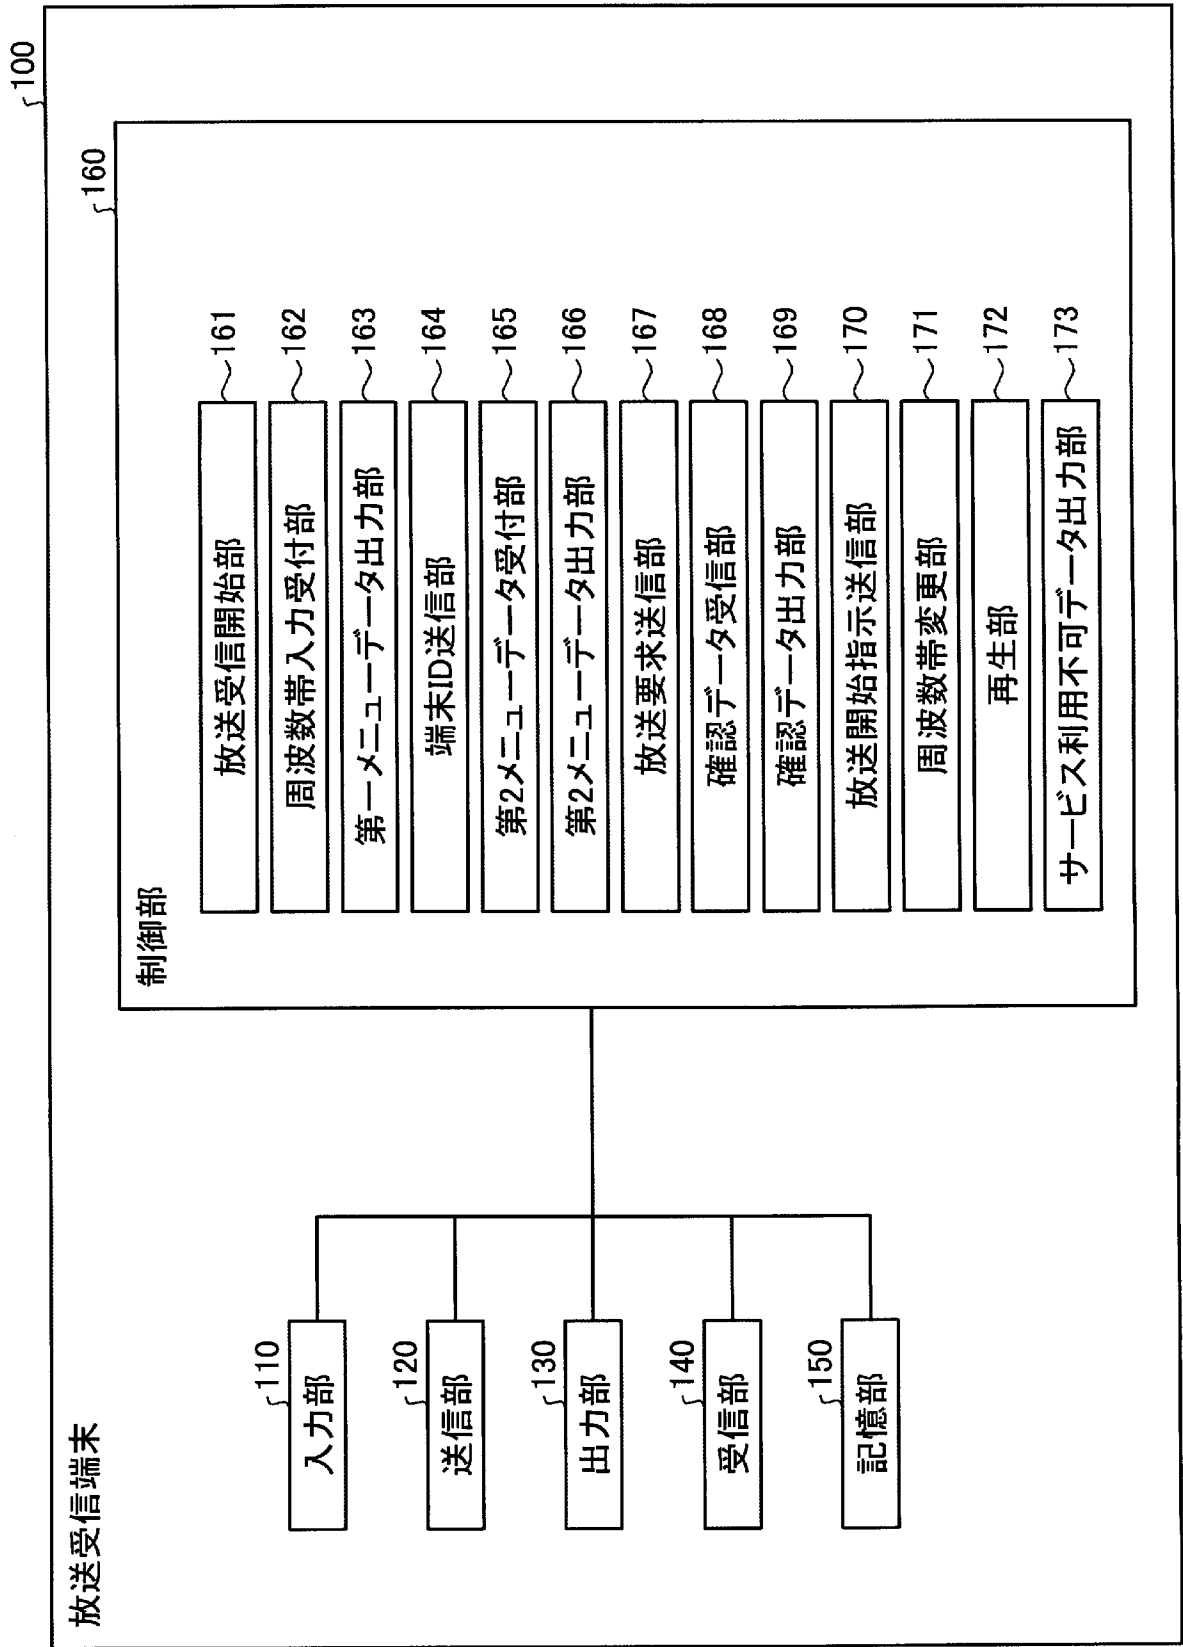 放送受信端末
100
入力部
110
送信部
120
出力部
130
受信部
140
記憶部
150
制御部
160
放送受信開始部
161
周波数帯入力受付部
162
第一メニューデータ出力部
163
端末ID送信部
164
第2メニューデータ受付部
165
第2メニューデータ出力部
166
放送要求送信部
167
確認データ受信部
168
確認データ出力部
169
放送開始指示送信部
170
周波数帯変更部
171
再生部
172
サービス利用不可データ出力部
173